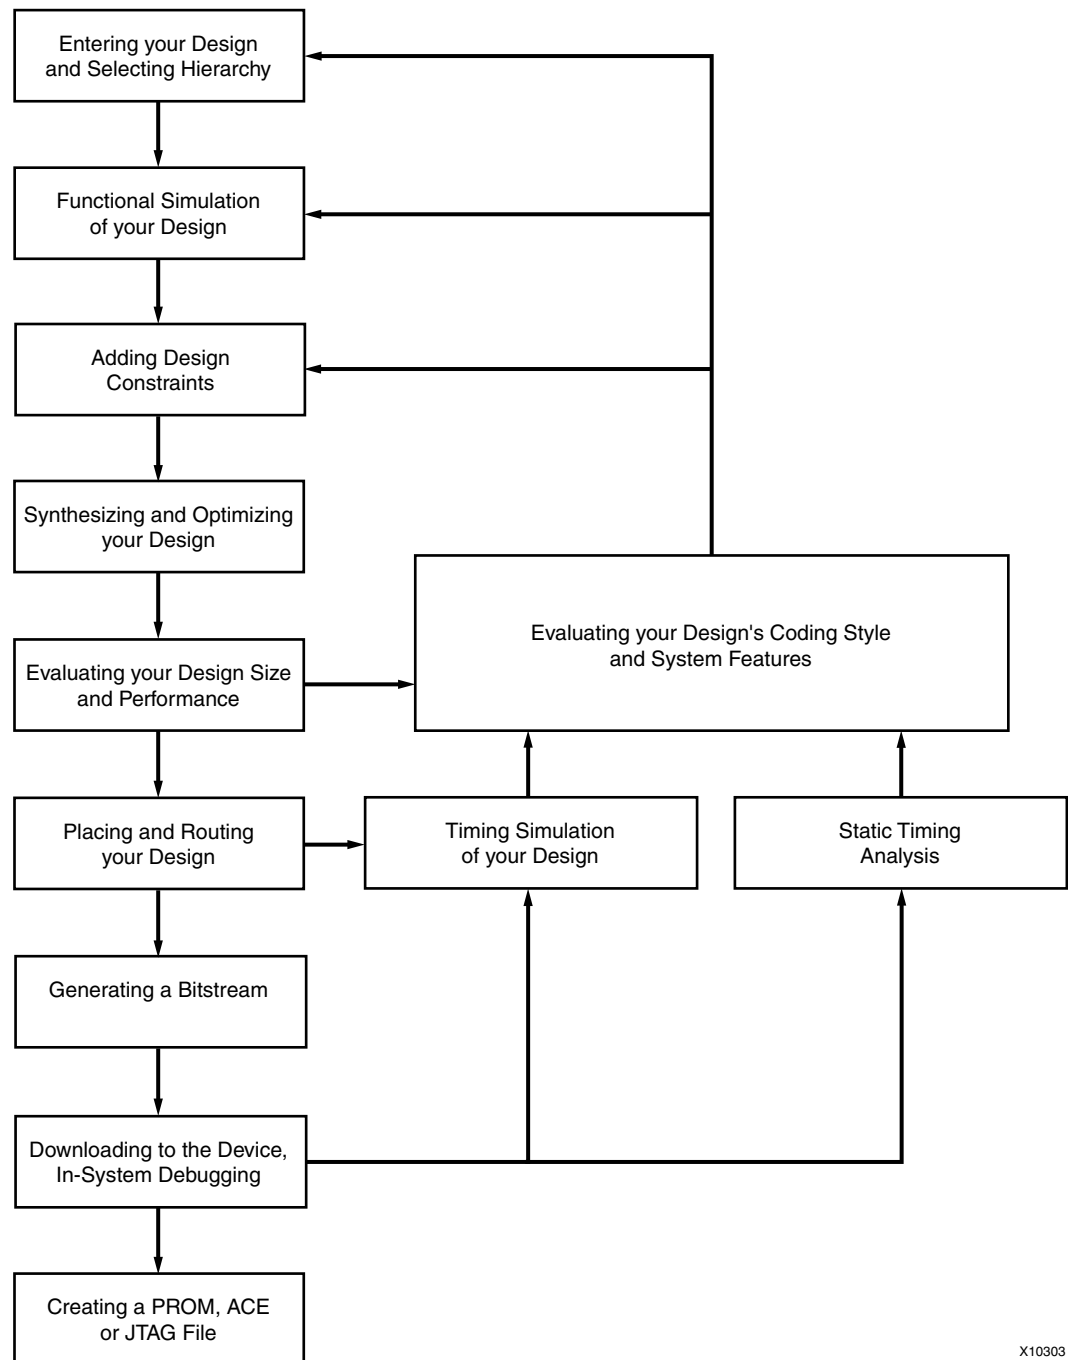 Entering your Design
and Selecting Hierarchy
Functional Simulation
of your Design
Adding Design
Constraints
Synthesizing and Optimizing
your Design
Evaluating your Design's Coding Style
and System Features
Evaluating your Design Size
and Performance
Placing and Routing
your Design
Timing Simulation
of your Design
Static Timing
Analysis
Generating a Bitstream
Downloading to the Device,
In-System Debugging
Creating a PROM, ACE
or JTAG File
X10303